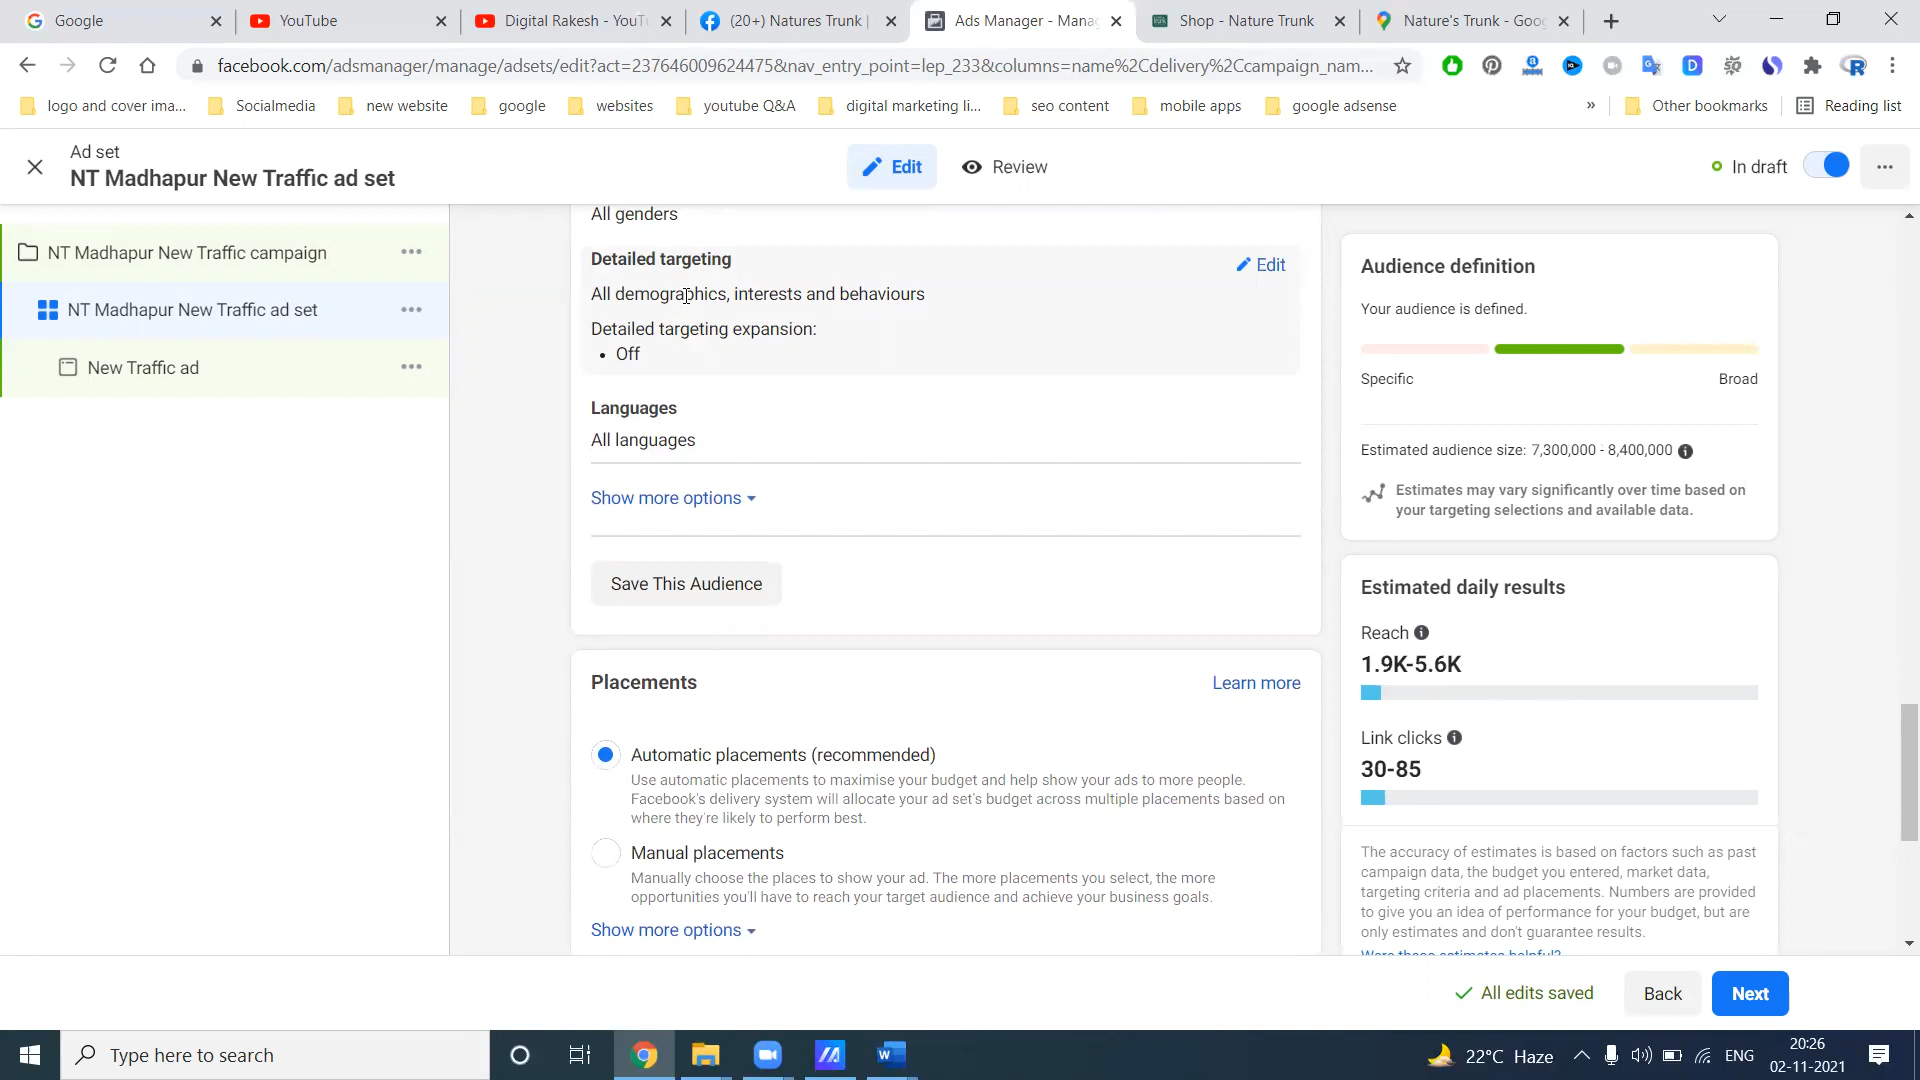 Google
YouTube
Digital Rakesh - YouT
(20+) Natures Trunk |
Ads Manager - Mana
Shop - Nature Trunk
Nature's Trunk - Goo
facebook.com/adsmanager/manage/adsets/edit?act=237646009624475&nav_entry_point=lep_233&columns=name%2Cdelivery%2Ccampaign_nam...
logo and cover ima...
Socialmedia
new website
google
websites
youtube Q&A
digital marketing li...
seo content
mobile apps
google adsense
»
Other bookmarks
Reading list
Ad set
NT Madhapur New Traffic ad set
Edit
Review
In draft
NT Madhapur New Traffic campaign
NT Madhapur New Traffic ad set
New Traffic ad
All genders
Detailed targeting
Edit
All demographics, interests and behaviours
Detailed targeting expansion:
• Off
Languages
All languages
Show more options
Save This Audience
Placements
Learn more
Automatic placements (recommended)
Use automatic placements to maximise your budget and help show your ads to more people.
Facebook's delivery system will allocate your ad set's budget across multiple placements based on
where they're likely to perform best.
Manual placements
Manually choose the places to show your ad. The more placements you select, the more
opportunities you'll have to reach your target audience and achieve your business goals.
Show more options
Audience definition
Your audience is defined.
Specific
Broad
Estimated audience size: 7,300,000 - 8,400,000
Estimates may vary significantly over time based on
your targeting selections and available data.
Estimated daily results
Reach
1.9K-5.6K
Link clicks
30-85
The accuracy of estimates is based on factors such as past
campaign data, the budget you entered, market data,
targeting criteria and ad placements. Numbers are provided
to give you an idea of performance for your budget, but are
only estimates and don't guarantee results.
Were these estimates helpful?
All edits saved
Back
Next
Type here to search
22°C Haze
ENG
20:26
02-11-2021